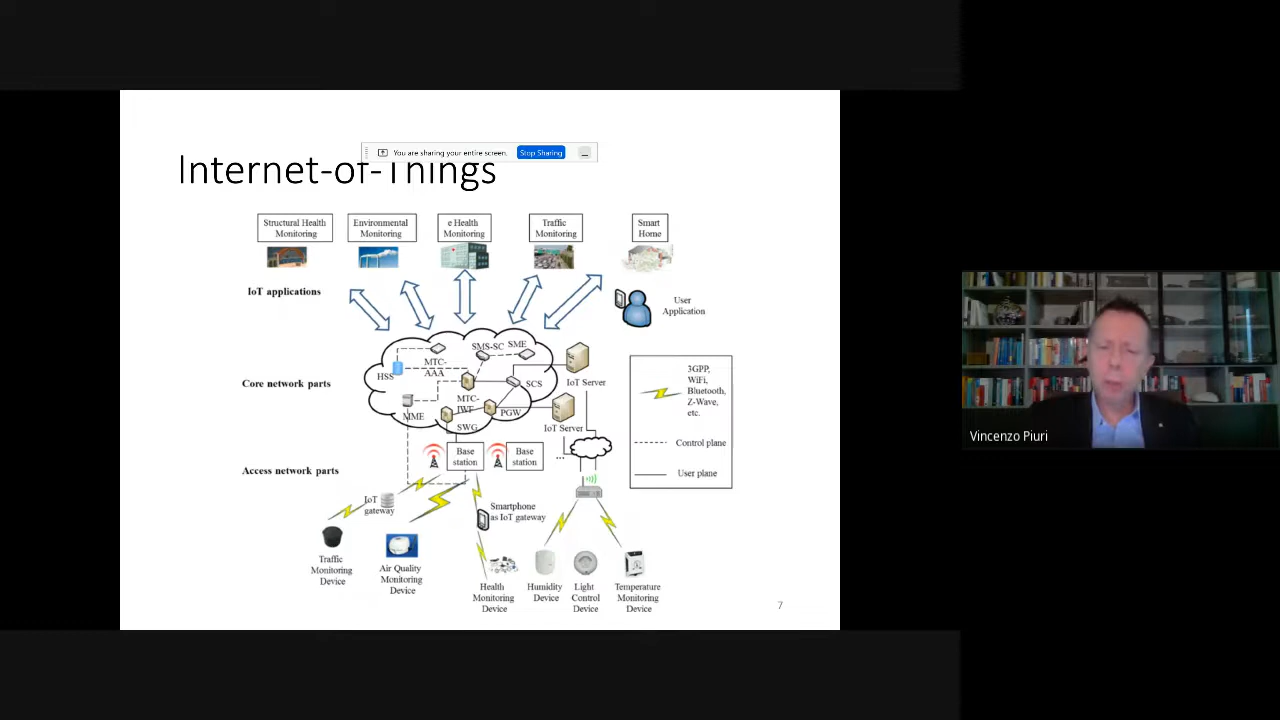 You are sharing your entire screen. Stop Sharing
Internet-of-Things
Structural Health
Monitoring
Environmental
Monitoring
e Health
Monitoring
Traffic
Monitoring
Smart
Home
IoT applications
User
Application
SMS-SC
SME
MTC-
AAA
HSS
IoT Server
Core network parts
SCS
MTC-
IWF
MME
PGW
SWG
IoT Server
3GPP,
WiFi,
Bluetooth,
Z-Wave,
etc.
Control plane
User plane
Base
station
Base
station
...
Access network parts
IoT
gateway
Smartphone
as IoT gateway
Traffic
Monitoring
Device
Air Quality
Monitoring
Device
Health
Monitoring
Device
Humidity
Device
Light
Control
Device
Temperature
Monitoring
Device
7
Vincenzo Piuri